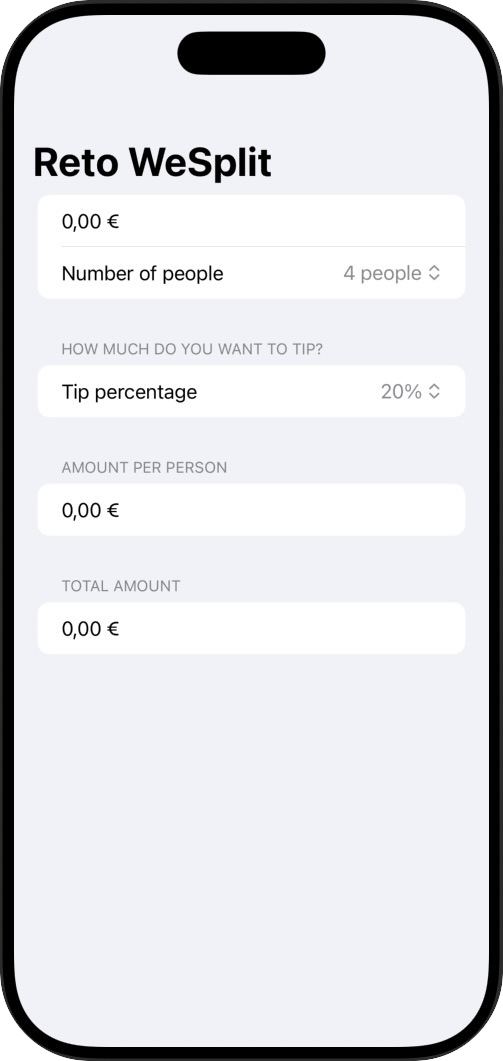 Reto WeSplit
0,00 €
Number of people 4 people
HOW MUCH DO YOU WANT TO TIP?
Tip percentage 20%
AMOUNT PER PERSON
0,00 €
TOTAL AMOUNT
0,00 €